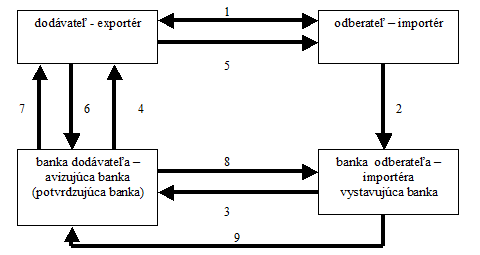 1
dodávateľ - exportér
odberateľ – importér
5
7
6
4
2
banka dodávateľa –
avizujúca banka
(potvrdzujúca banka)
8
banka odberateľa –
importéra
vystavujúca banka
3
9